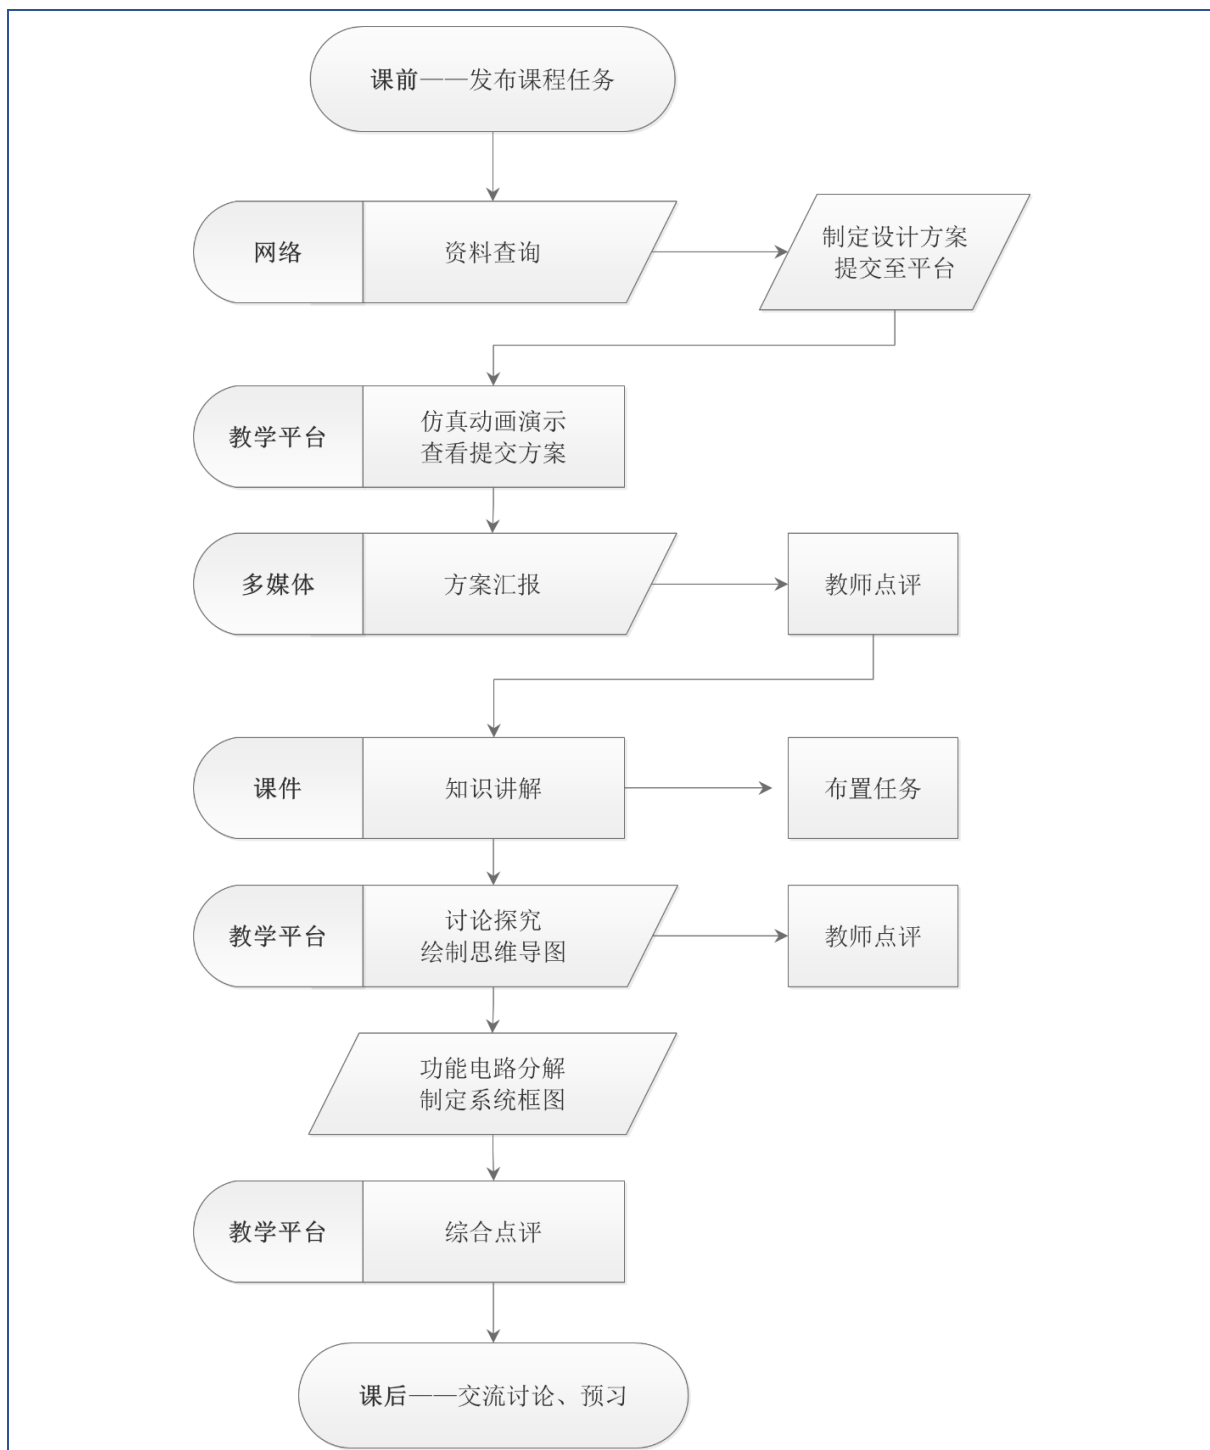 课前——发布课程任务
网络
资料查询
制定设计方案
提交至平台
教学平台
仿真动画演示
查看提交方案
多媒体
方案汇报
教师点评
课件
知识讲解
布置任务
教学平台
讨论探究
绘制思维导图
教师点评
功能电路分解
制定系统框图
教学平台
综合点评
课后——交流讨论、预习